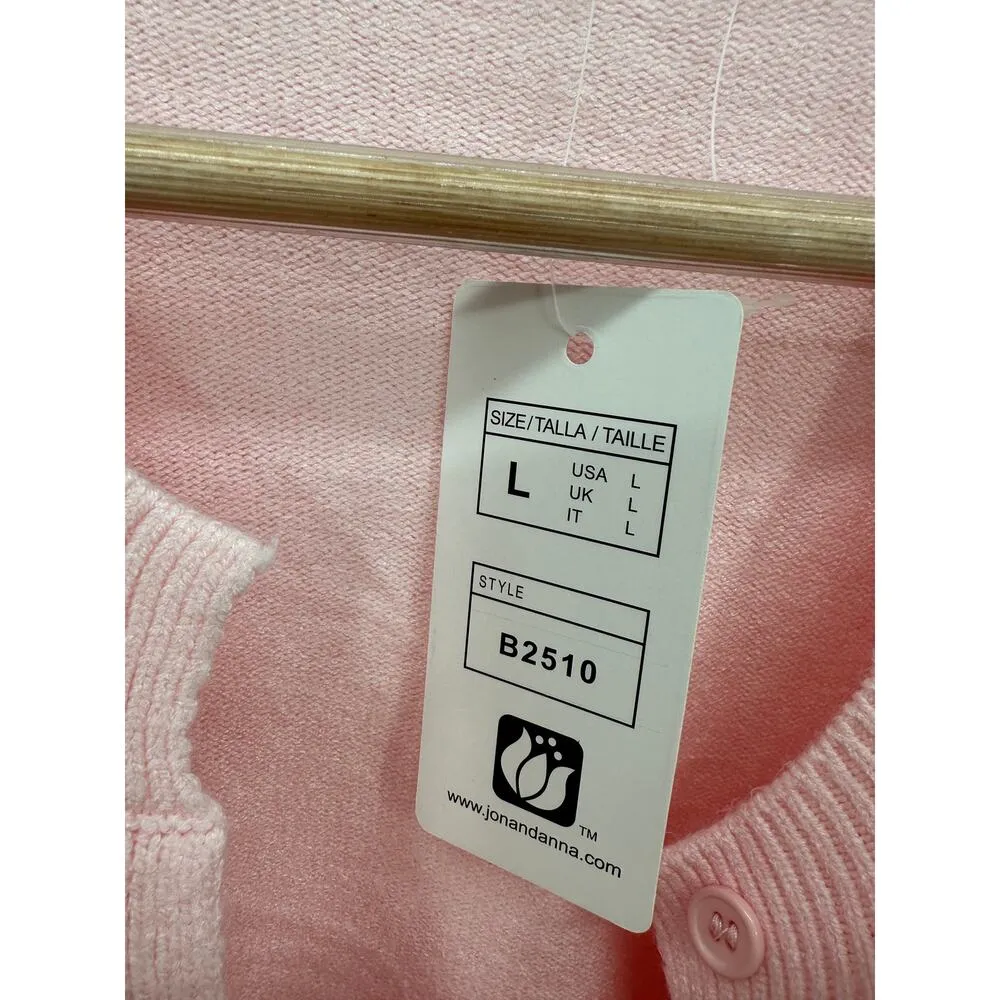 SIZE/TALLA / TAILLE
L
USA L
UK L
IT L
STYLE
B2510
TM
www.jonandanna.com